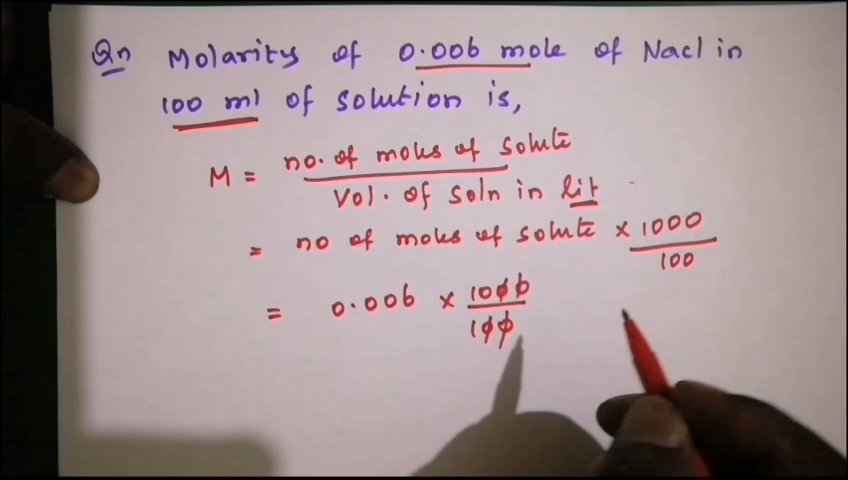 Qn Molarity of 0.006 mole of Nacl in
100 ml of solution is,
M = no. of moles of solute / Vol. of soln in lit
= no of moles of solute × 1000 / 100
= 0.006 × 1000 / 100